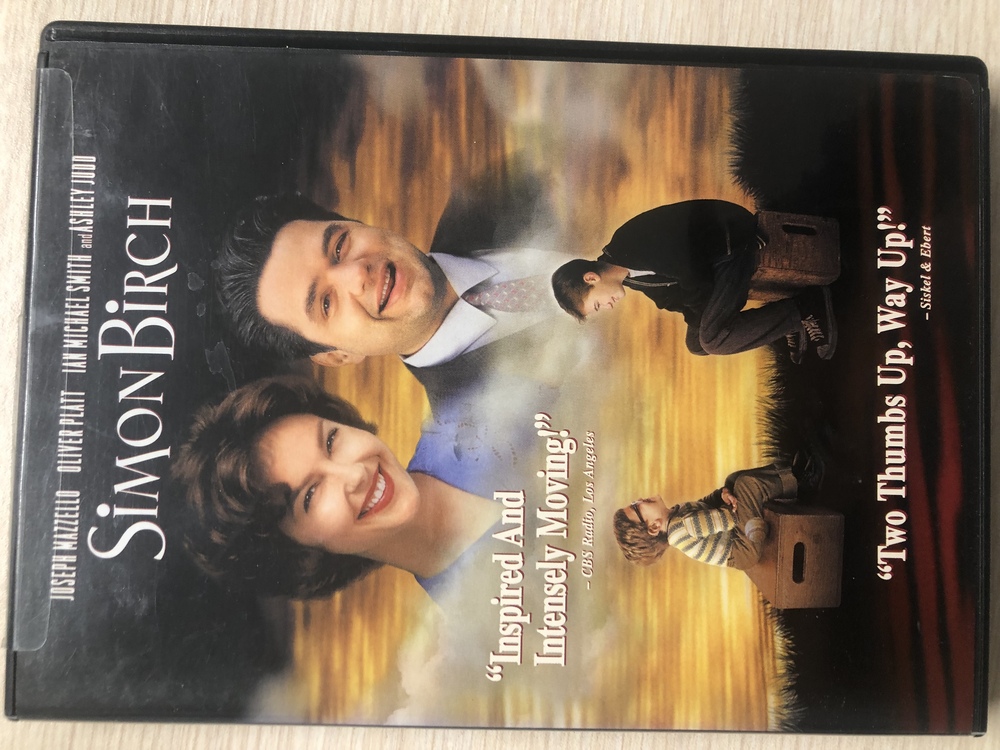 JOSEPH MAZZELLO OLIVER PLATT IAN MICHAEL SMITH and ASHLEY JUDD
SIMON BIRCH
“Inspired And
Intensely Moving!”
– CBS Radio, Los Angeles
“Two Thumbs Up, Way Up!”
– Siskel & Ebert